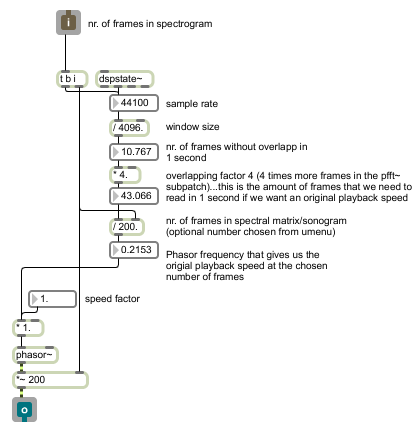 i
nr. of frames in spectrogram
t b i
dspstate~
44100
sample rate
/ 4096.
window size
10.767
nr. of frames without overlapp in
1 second
* 4.
overlapping factor 4 (4 times more frames in the pfft~
subpatch)...this is the amount of frames that we need to
read in 1 second if we want an original playback speed
43.066
/ 200.
nr. of frames in spectral matrix/sonogram
(optional number chosen from umenu)
0.2153
Phasor frequency that gives us the
origial playback speed at the chosen
number of frames
1.
speed factor
* 1.
phasor~
*~ 200
o